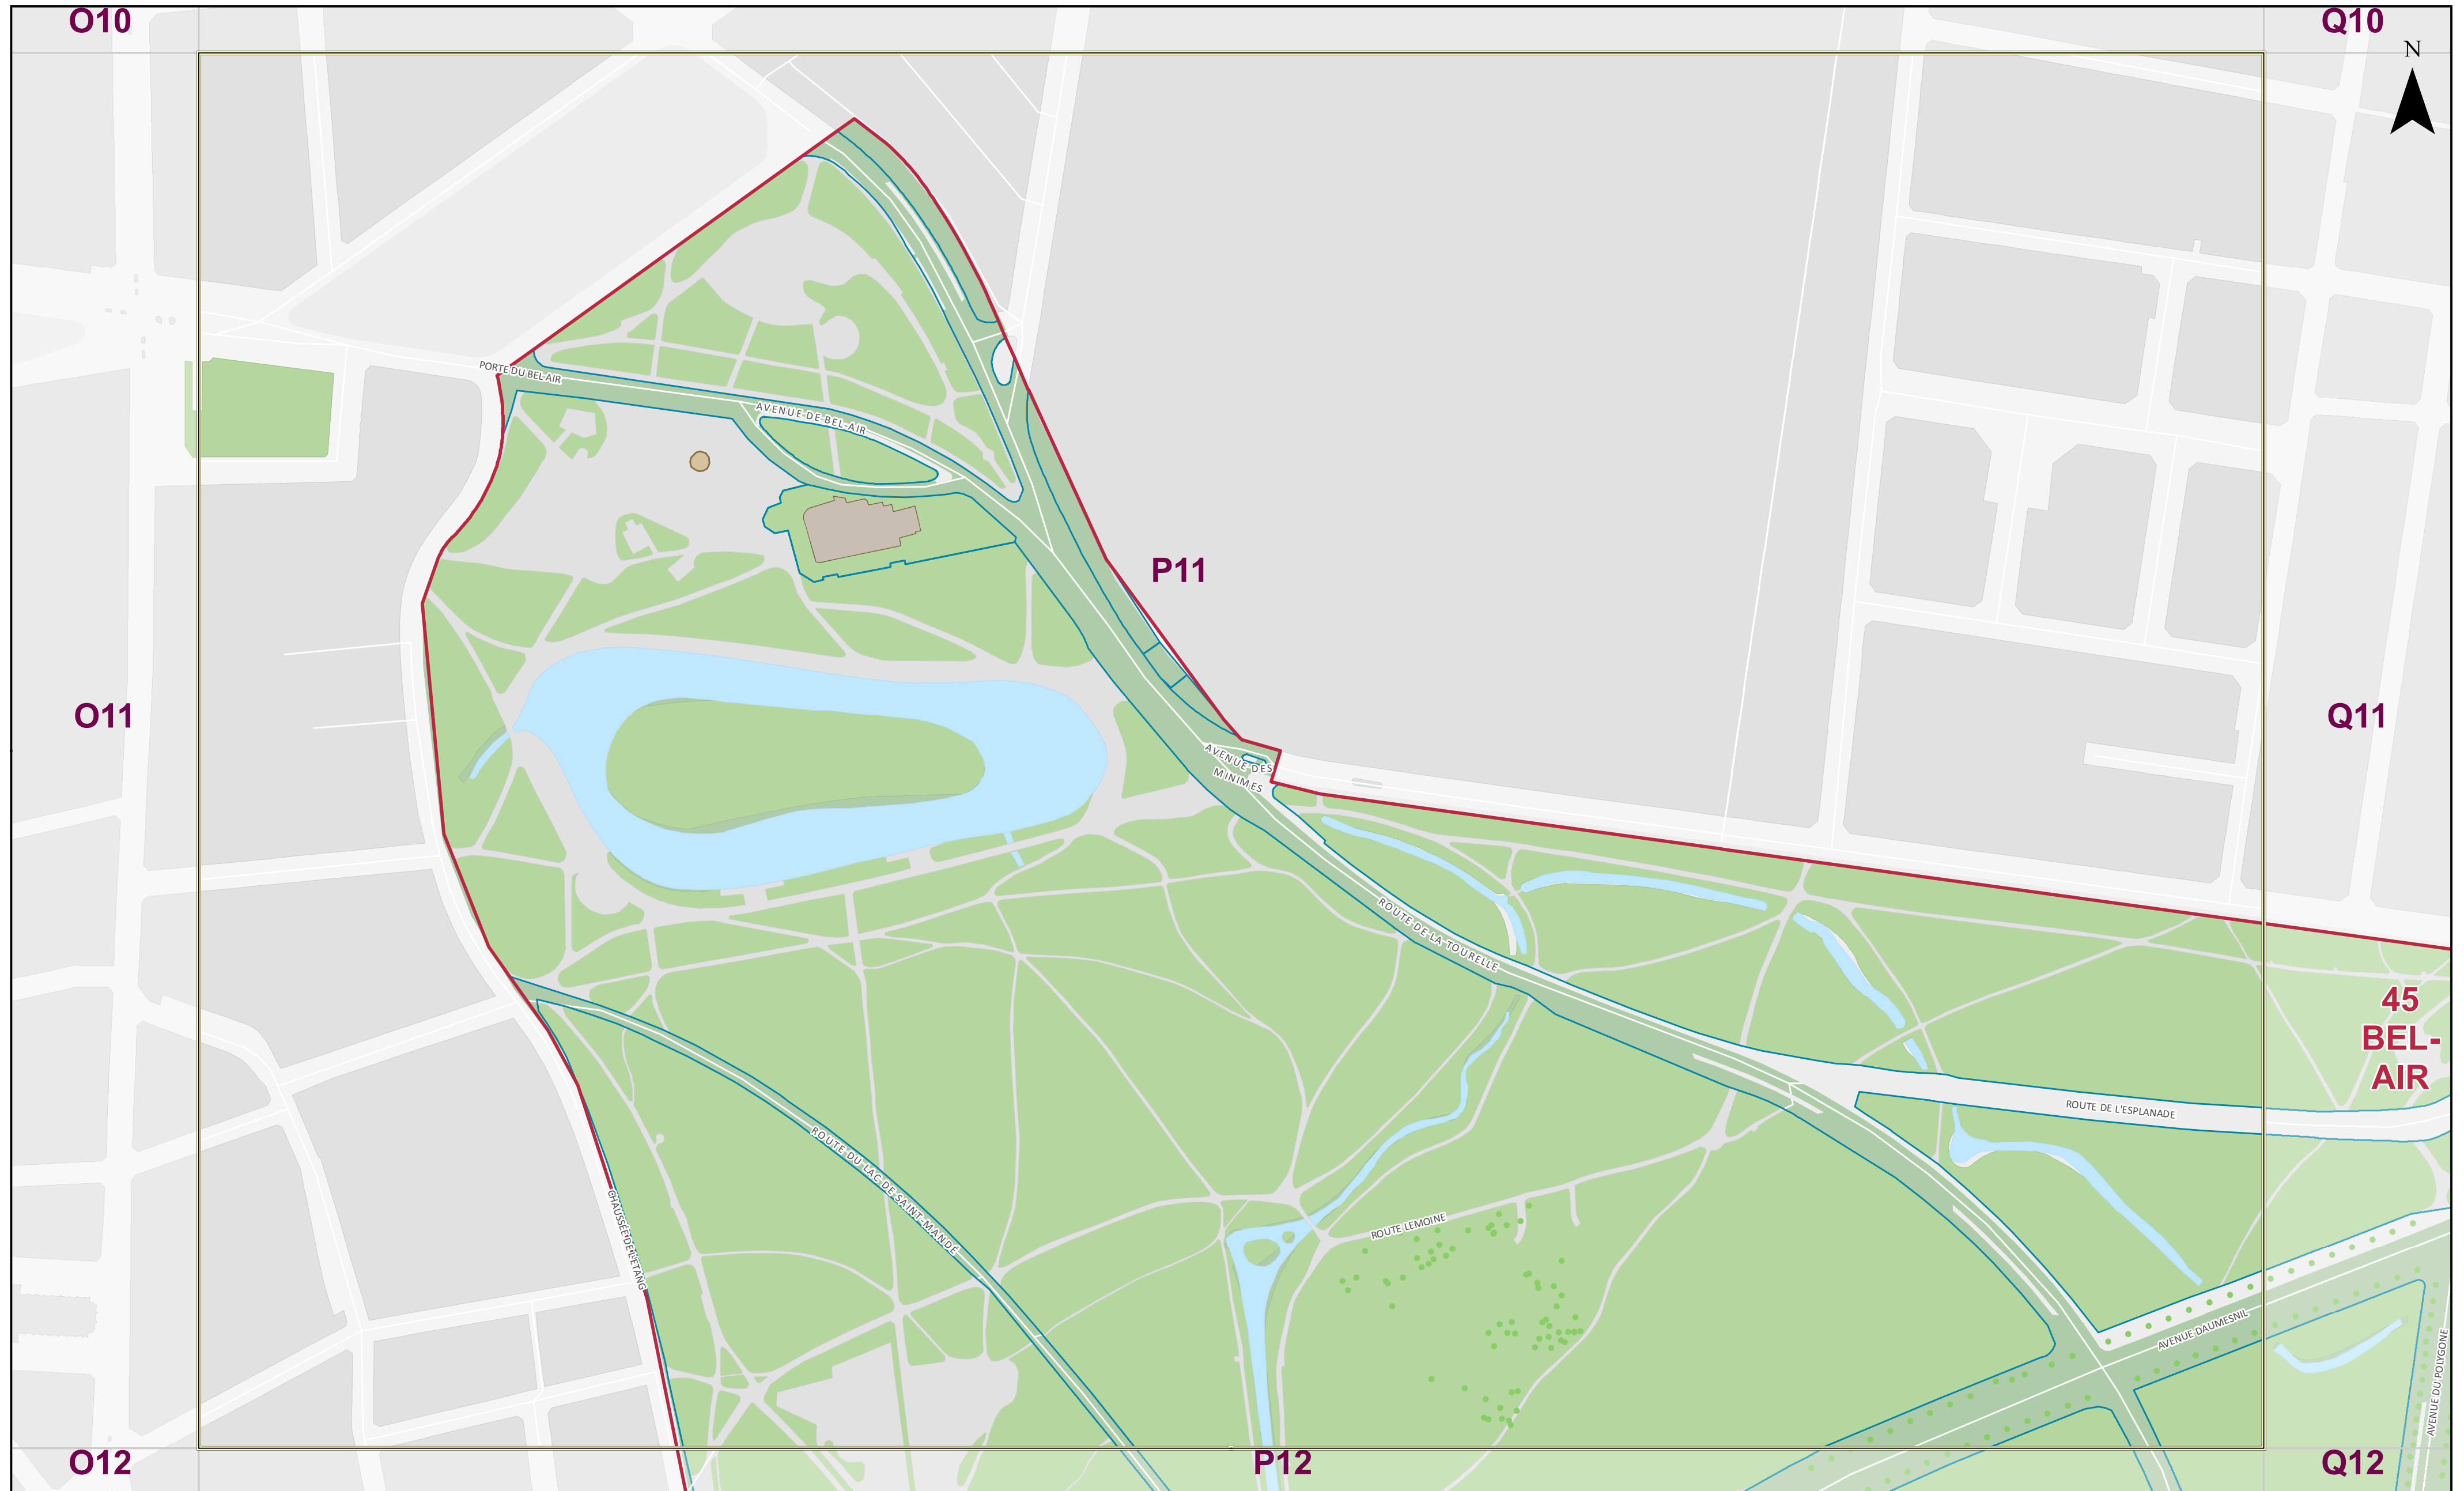 O10
Q10
N
PORTE DU BEL-AIR
AVENUE DE BEL-AIR
P11
O11
Q11
AVENUE DES
MINIMES
ROUTE DE LA TOURELLE
45
BEL-
AIR
ROUTE DE L'ESPLANADE
ROUTE DU LAC DE SAINT-MANDÉ
CHAUSSÉE DE L'ETANG
ROUTE LEMOINE
AVENUE DAUMESNIL
AVENUE DU POLYGONE
O12
P12
Q12